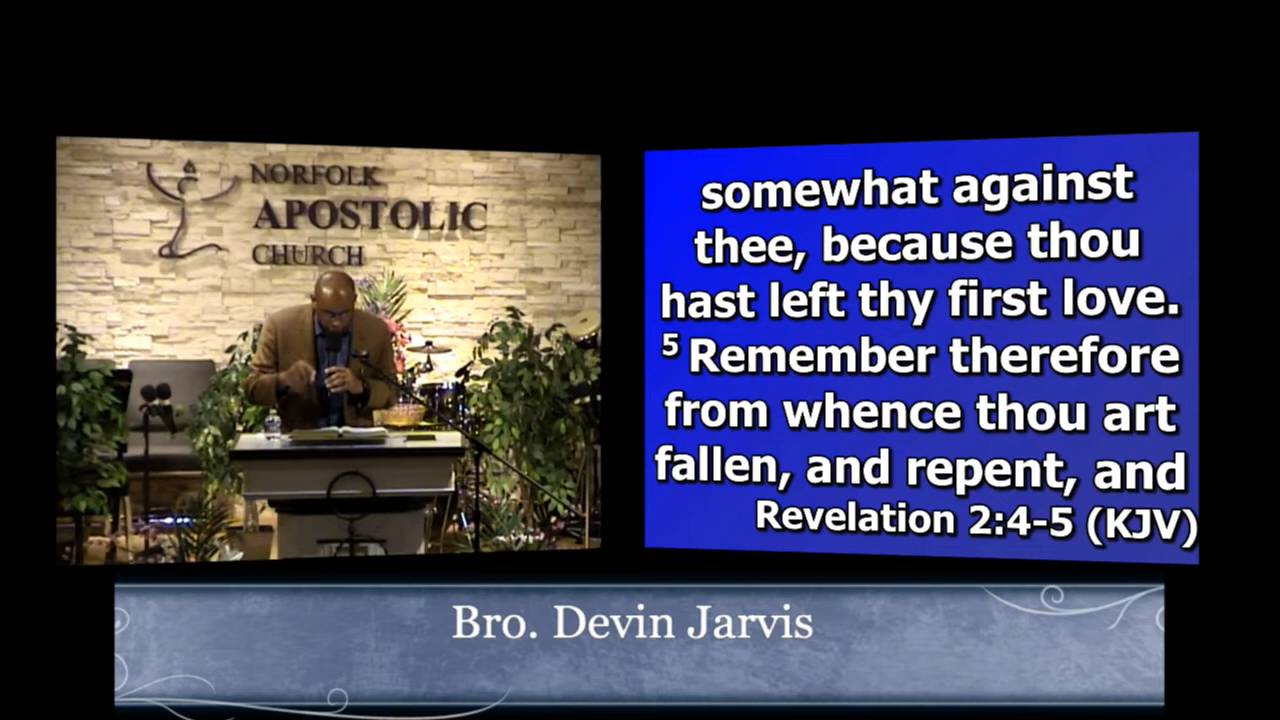 NORFOLK
APOSTOLIC
CHURCH
somewhat against
thee, because thou
hast left thy first love.
5 Remember therefore
from whence thou art
fallen, and repent, and
Revelation 2:4-5 (KJV)
Bro. Devin Jarvis